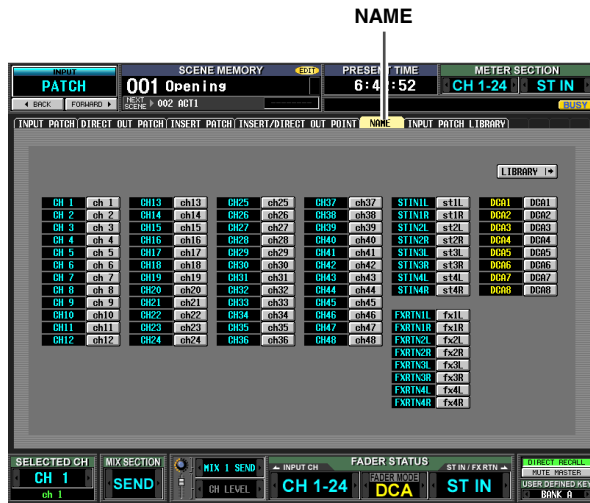 NAME
INPUT SCENE MEMORY EDIT PRESENT TIME METER SECTION
PATCH 001 Opening 6:42:52 CH 1-24 ST IN
BACK FORWARD NEXT SCENE 002 ACT1 BUSY
INPUT PATCH DIRECT OUT PATCH INSERT PATCH INSERT/DIRECT OUT POINT NAME INPUT PATCH LIBRARY
LIBRARY
CH 1 ch 1 CH13 ch13 CH25 ch25 CH37 ch37 STIN1L st1L DCA1 DCA1
CH 2 ch 2 CH14 ch14 CH26 ch26 CH38 ch38 STIN1R st1R DCA2 DCA2
CH 3 ch 3 CH15 ch15 CH27 ch27 CH39 ch39 STIN2L st2L DCA3 DCA3
CH 4 ch 4 CH16 ch16 CH28 ch28 CH40 ch40 STIN2R st2R DCA4 DCA4
CH 5 ch 5 CH17 ch17 CH29 ch29 CH41 ch41 STIN3L st3L DCA5 DCA5
CH 6 ch 6 CH18 ch18 CH30 ch30 CH42 ch42 STIN3R st3R DCA6 DCA6
CH 7 ch 7 CH19 ch19 CH31 ch31 CH43 ch43 STIN4L st4L DCA7 DCA7
CH 8 ch 8 CH20 ch20 CH32 ch32 CH44 ch44 STIN4R st4R DCA8 DCA8
CH 9 ch 9 CH21 ch21 CH33 ch33 CH45 ch45
CH10 ch10 CH22 ch22 CH34 ch34 CH46 ch46 FXRTN1L fx1L
CH11 ch11 CH23 ch23 CH35 ch35 CH47 ch47 FXRTN1R fx1R
CH12 ch12 CH24 ch24 CH36 ch36 CH48 ch48 FXRTN2L fx2L
FXRTN2R fx2R
FXRTN3L fx3L
FXRTN3R fx3R
FXRTN4L fx4L
FXRTN4R fx4R
SELECTED CH MIX SECTION MIX 1 SEND INPUT CH FADER STATUS ST IN / FX RTN DIRECT RECALL
MUTE MASTER
CH 1 SEND CH LEVEL CH 1-24 FADER MODE DCA ST IN USER DEFINED KEY
ch 1 BANK A